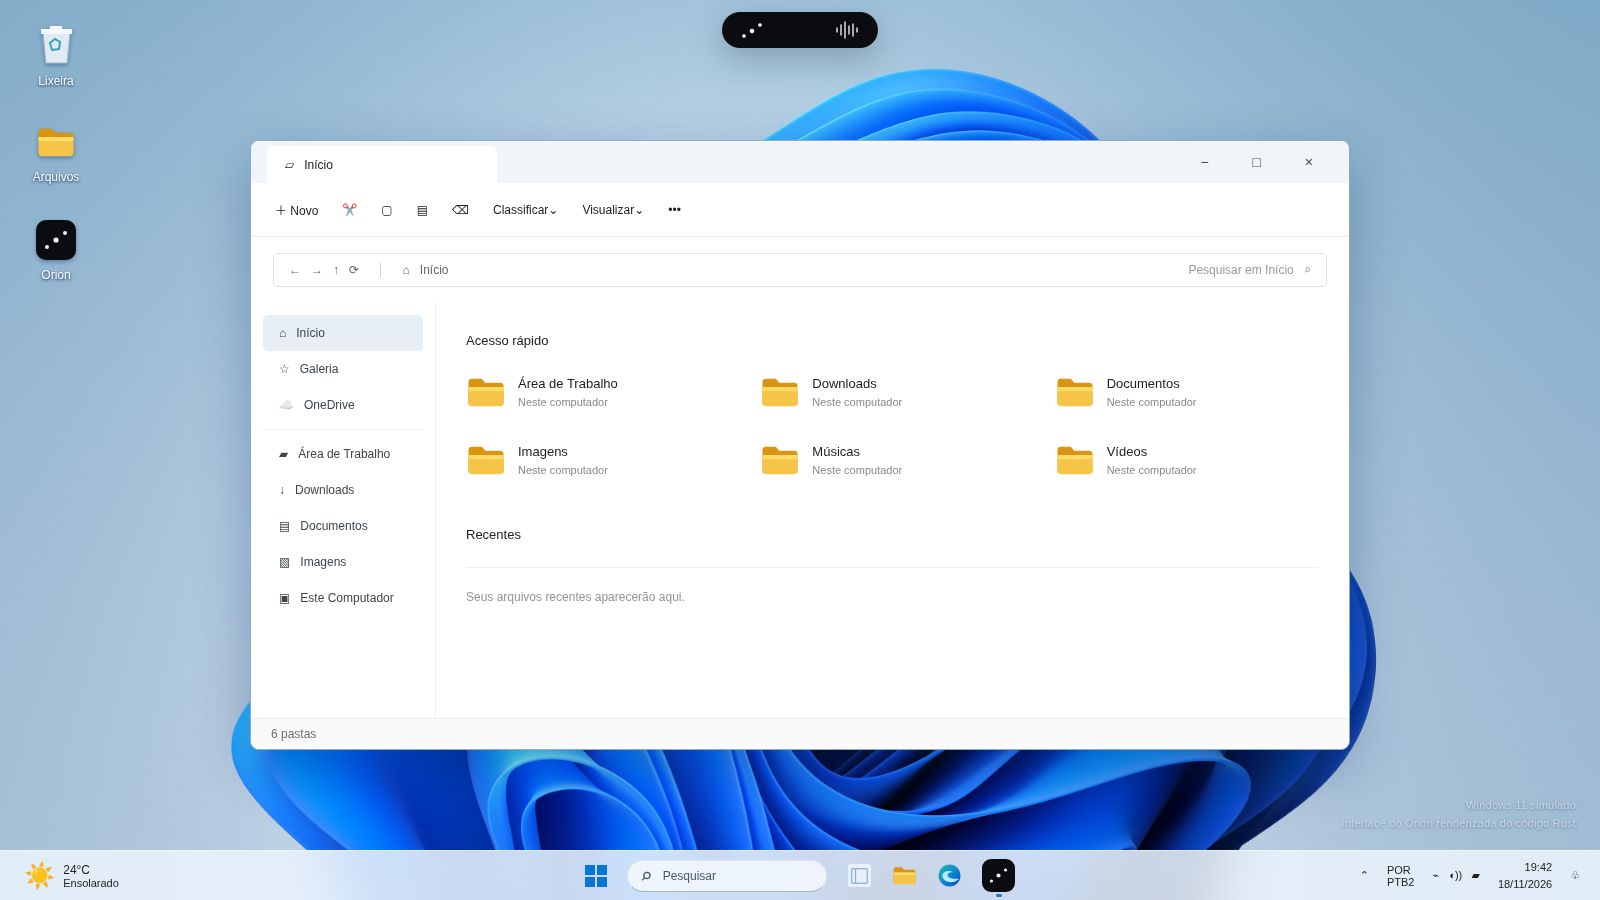 Lixeira
Arquivos
Orion
Início
Novo
Classificar
Visualizar
•••
Início
Pesquisar em Início
Início
Galeria
OneDrive
Área de Trabalho
Downloads
Documentos
Imagens
Este Computador
Acesso rápido
Área de Trabalho
Neste computador
Downloads
Neste computador
Documentos
Neste computador
Imagens
Neste computador
Músicas
Neste computador
Vídeos
Neste computador
Recentes
Seus arquivos recentes aparecerão aqui.
6 pastas
Windows 11 simulado
Interface do Orion renderizada do código Rust
24°C
Ensolarado
Pesquisar
POR
PTB2
19:42
18/11/2026